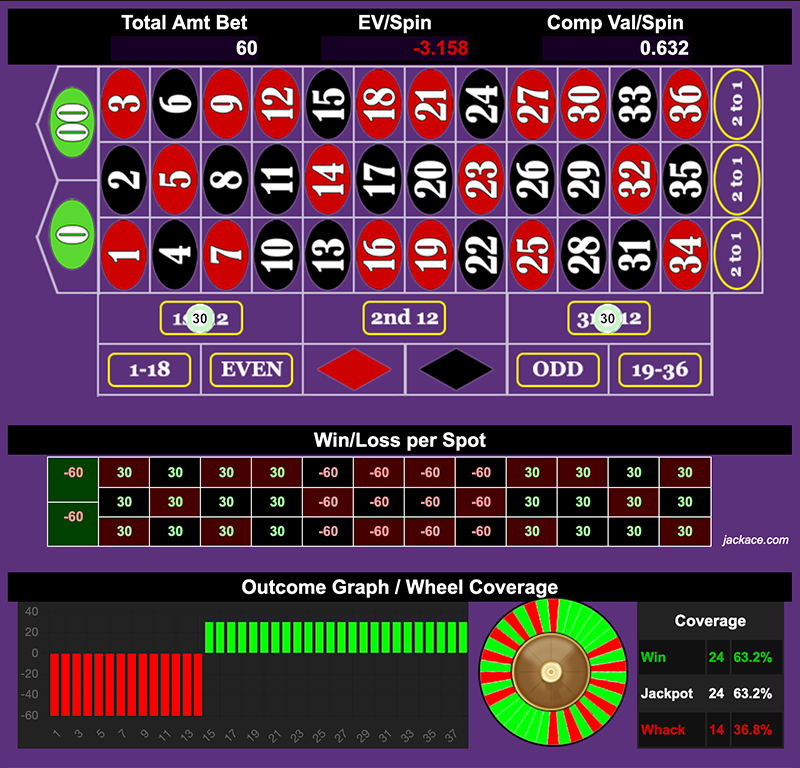 Total Amt Bet EV/Spin Comp Val/Spin
60 -3.158 0.632
00 3 6 9 12 15 18 21 24 27 30 33 36 2 to 1
2 5 8 11 14 17 20 23 26 29 32 35 2 to 1
0 1 4 7 10 13 16 19 22 25 28 31 34 2 to 1
30 12 2nd 12 30 12
1-18 EVEN ODD 19-36
Win/Loss per Spot
-60 30 30 30 30 -60 -60 -60 -60 30 30 30 30
30 30 30 30 -60 -60 -60 -60 30 30 30 30
-60 30 30 30 30 -60 -60 -60 -60 30 30 30 30
jackace.com
Outcome Graph / Wheel Coverage
40
20
0
-20
-40
-60
1 3 5 7 9 11 13 15 17 19 21 23 25 27 29 31 33 35 37
Coverage
Win 24 63.2%
Jackpot 24 63.2%
Whack 14 36.8%